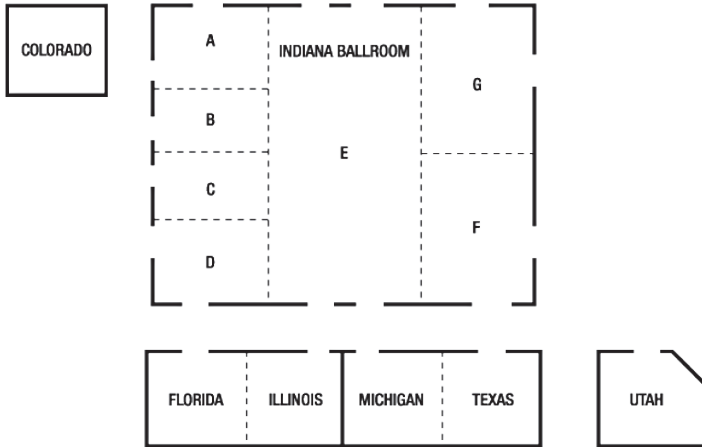 COLORADO
A
INDIANA BALLROOM
G
B
E
C
F
D
FLORIDA
ILLINOIS
MICHIGAN
TEXAS
UTAH